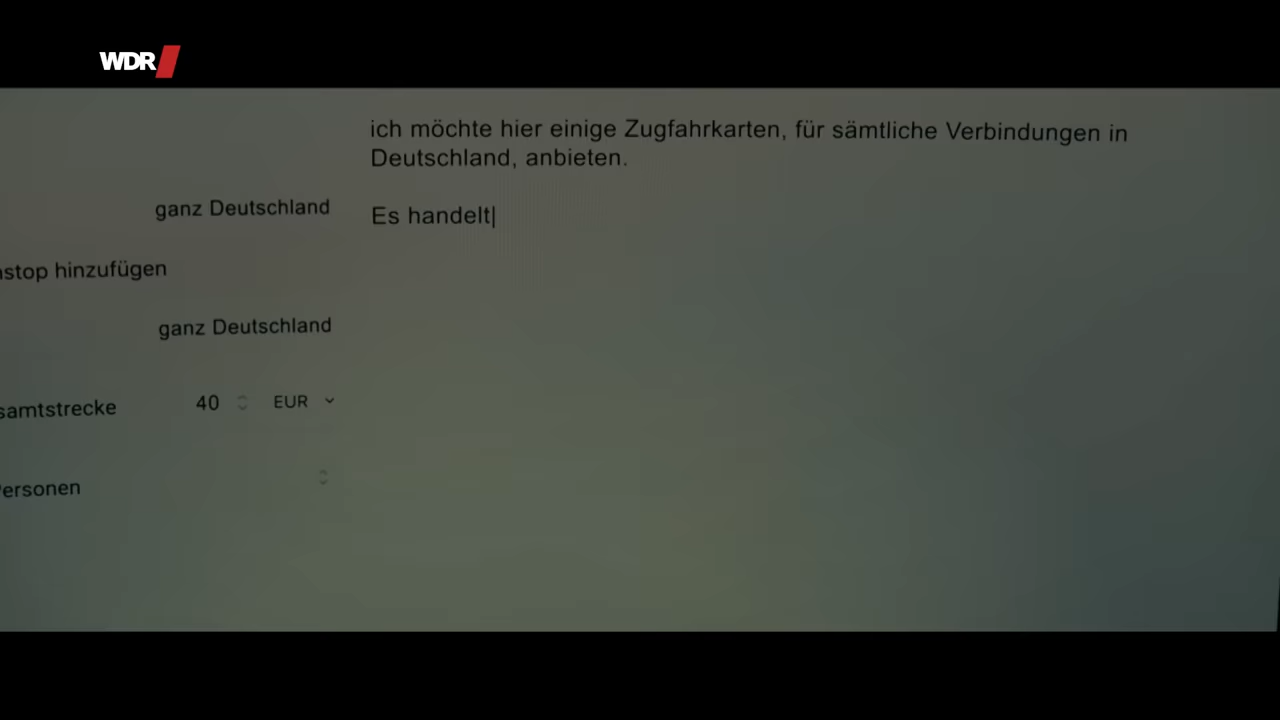 WDR
ich möchte hier einige Zugfahrkarten, für sämtliche Verbindungen in
Deutschland, anbieten.
ganz Deutschland
Es handelt
stop hinzufügen
ganz Deutschland
samtstrecke 40 EUR
ersonen